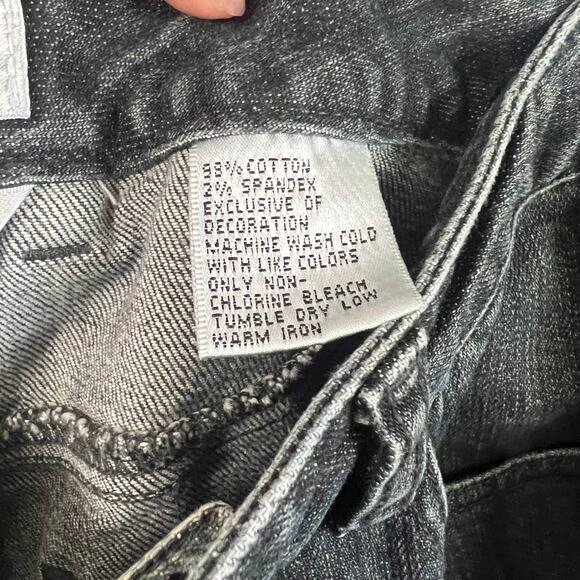 98% COTTON
2% SPANDEX
EXCLUSIVE OF
DECORATION
MACHINE WASH COLD
WITH LIKE COLORS
ONLY NON-
CHLORINE BLEACH
TUMBLE DRY LOW
WARM IRON